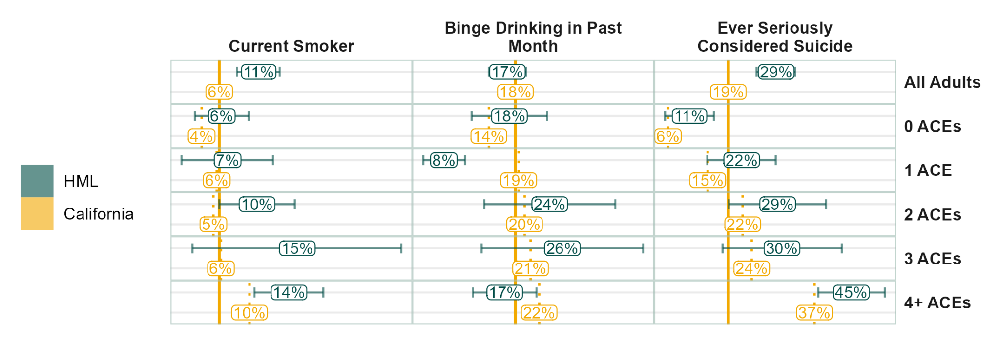 Current Smoker
Binge Drinking in Past
Month
Ever Seriously
Considered Suicide
11%
17%
29%
All Adults
6%
18%
19%
6%
18%
11%
0 ACEs
4%
14%
6%
7%
8%
22%
1 ACE
6%
19%
15%
10%
24%
29%
2 ACEs
5%
20%
22%
15%
26%
30%
3 ACEs
6%
21%
24%
14%
17%
45%
4+ ACEs
10%
22%
37%
HML
California